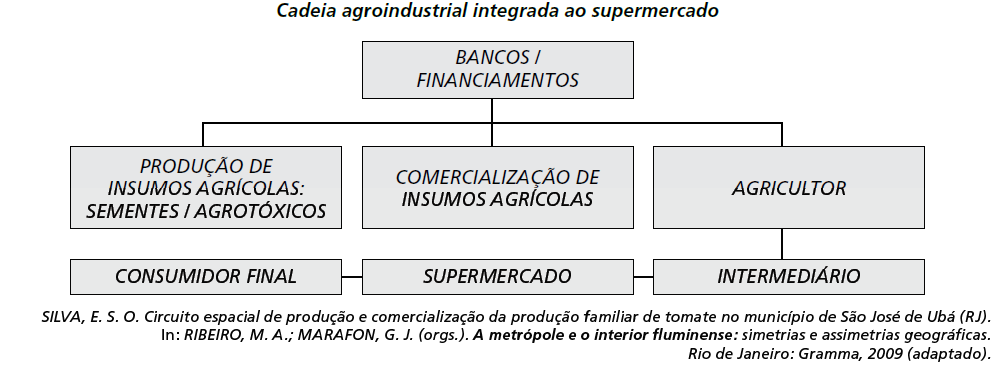 Cadeia agroindustrial integrada ao supermercado
BANCOS /
FINANCIAMENTOS
PRODUÇÃO DE
INSUMOS AGRÍCOLAS:
SEMENTES / AGROTÓXICOS
COMERCIALIZAÇÃO DE
INSUMOS AGRÍCOLAS
AGRICULTOR
CONSUMIDOR FINAL
SUPERMERCADO
INTERMEDIÁRIO
SILVA, E. S. O. Circuito espacial de produção e comercialização da produção familiar de tomate no município de São José de Ubá (RJ).
In: RIBEIRO, M. A.; MARAFON, G. J. (orgs.). A metrópole e o interior fluminense: simetrias e assimetrias geográficas.
Rio de Janeiro: Gramma, 2009 (adaptado).